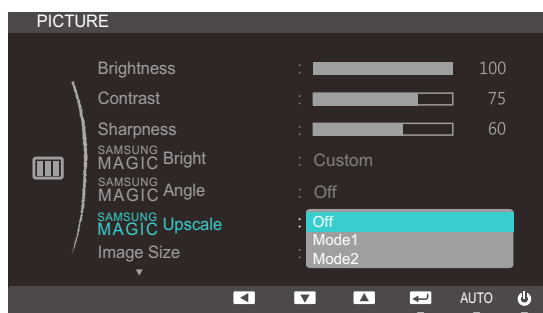 PICTURE
Brightness : 100
Contrast : 75
Sharpness : 60
SAMSUNG MAGIC Bright : Custom
SAMSUNG MAGIC Angle : Off
SAMSUNG MAGIC Upscale : Off
Mode1
Image Size : Mode2
AUTO